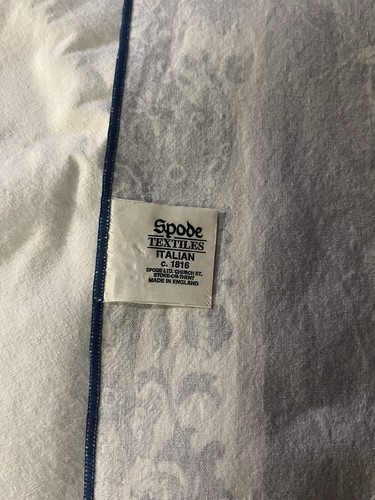 Spode
TEXTILES
ITALIAN
c. 1816
SPODE LTD. CHURCH ST.
STOKE-ON-TRENT
MADE IN ENGLAND